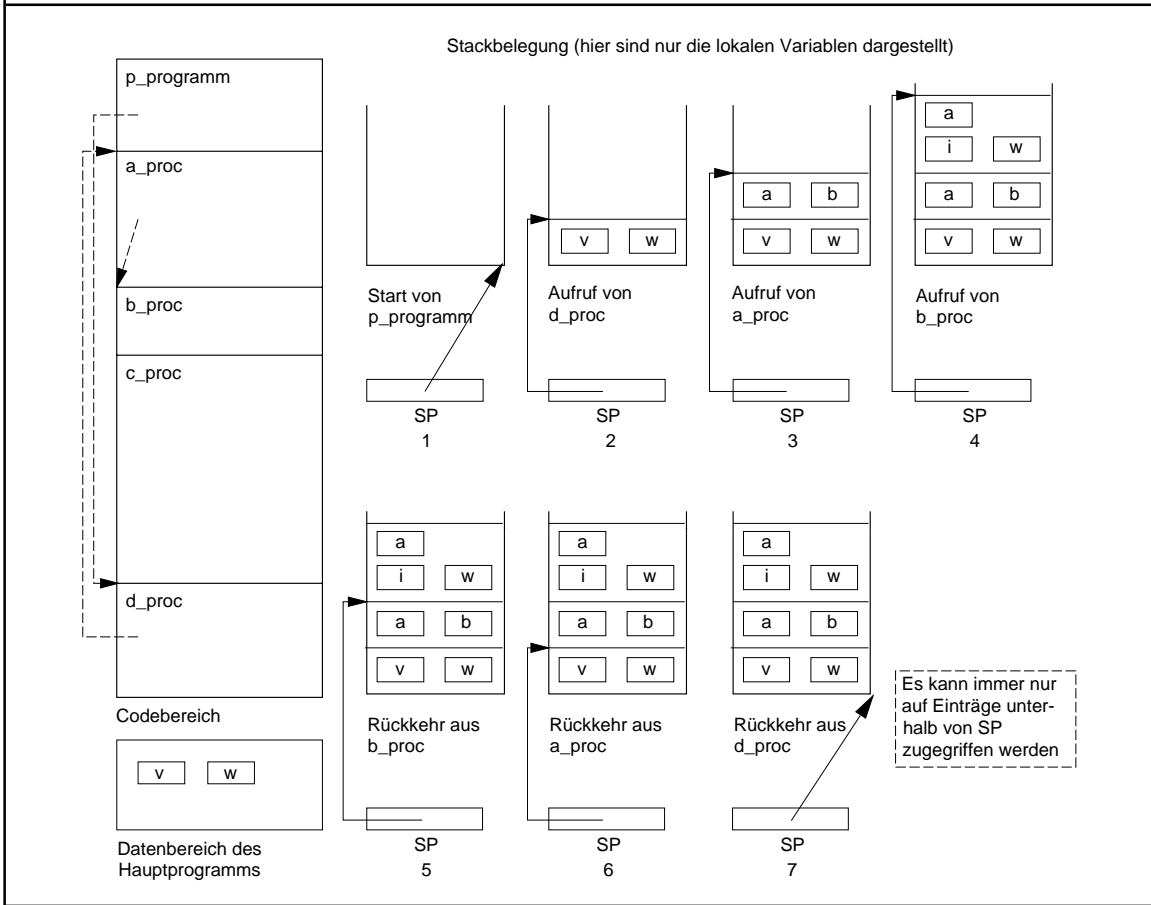 Stackbelegung (hier sind nur die lokalen Variablen dargestellt)
p_programm
a_proc
b_proc
c_proc
d_proc
Codebereich
v w
Datenbereich des
Hauptprogramms
Start von
p_programm
SP
1
v w
Aufruf von
d_proc
SP
2
a b
v w
Aufruf von
a_proc
SP
3
a
i w
a b
v w
Aufruf von
b_proc
SP
4
a
i w
a b
v w
Rückkehr aus
b_proc
SP
5
a
i w
a b
v w
Rückkehr aus
a_proc
SP
6
a
i w
a b
v w
Rückkehr aus
d_proc
SP
7
Es kann immer nur
auf Einträge unter-
halb von SP
zugegriffen werden